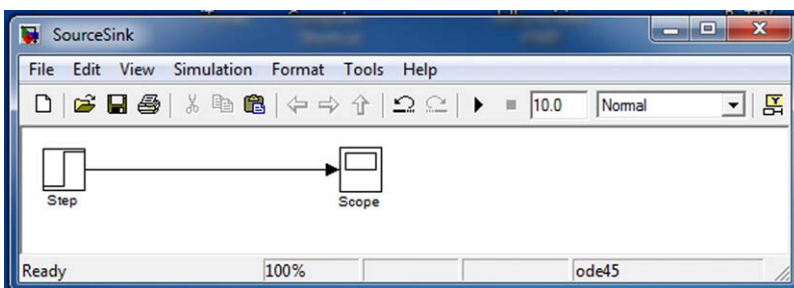 SourceSink
File Edit View Simulation Format Tools Help
10.0 Normal
Step
Scope
Ready 100% ode45